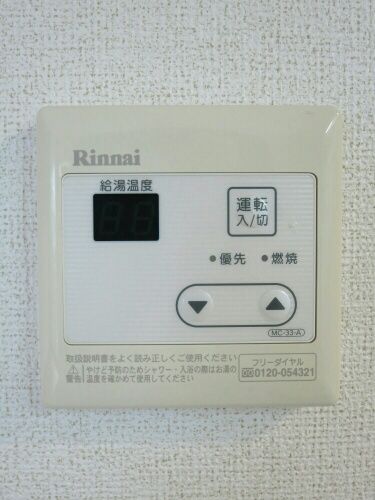 Rinnai
給湯温度
運転
入/切
優先 燃焼
MC-33-A
取扱説明書をよく読み正しくご使用ください
警告 やけど予防のためシャワー・入浴の際はお湯の
温度を確かめて使用してください
フリーダイヤル
0120-054321